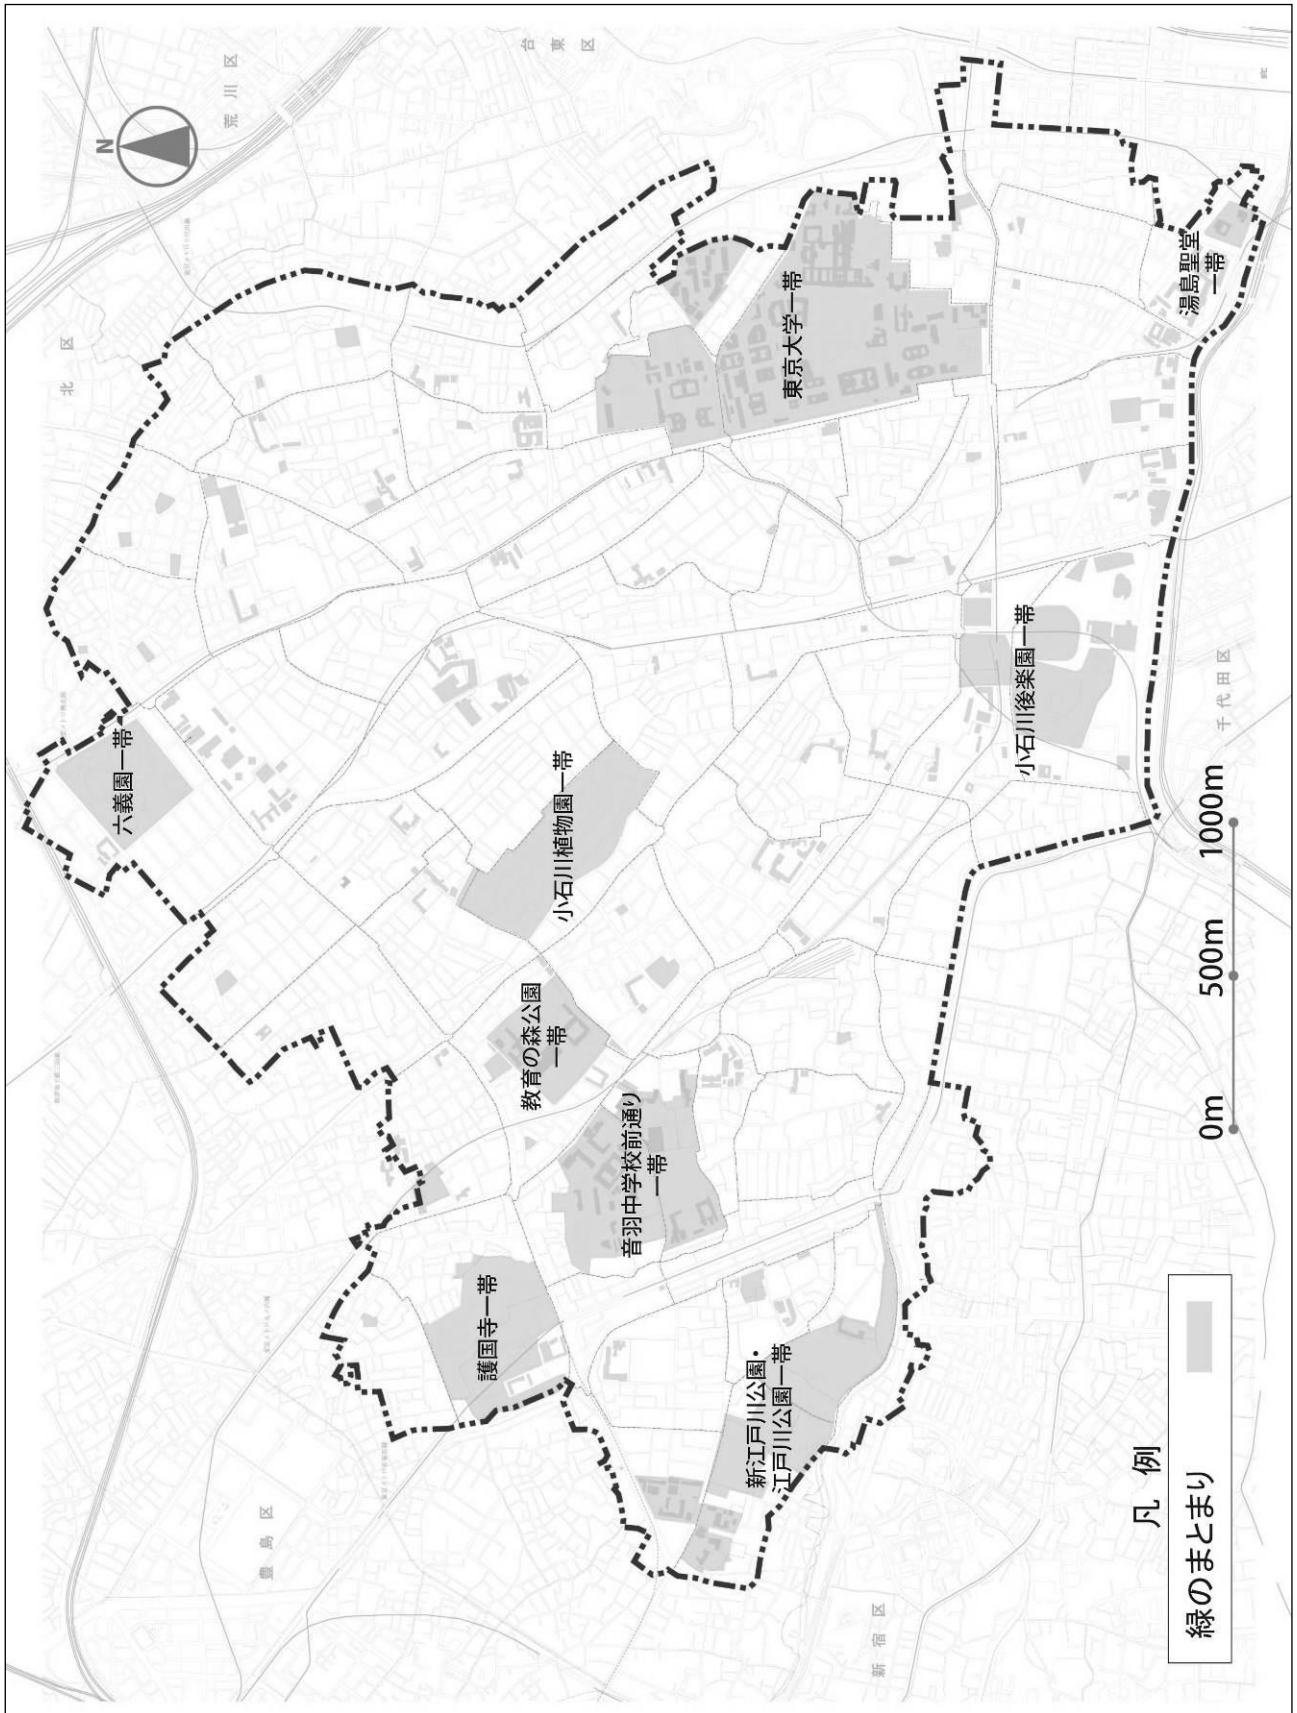 N
荒川区
台東区
北区
六義園一帯
東京大学一帯
湯島聖堂
一帯
小石川植物園一帯
小石川後楽園一帯
教育の森公園
一帯
音羽中学校前通り
一帯
護国寺一帯
新江戸川公園・
江戸川公園一帯
豊島区
新宿区
千代田区
0m
500m
1000m
凡例
緑のまとまり